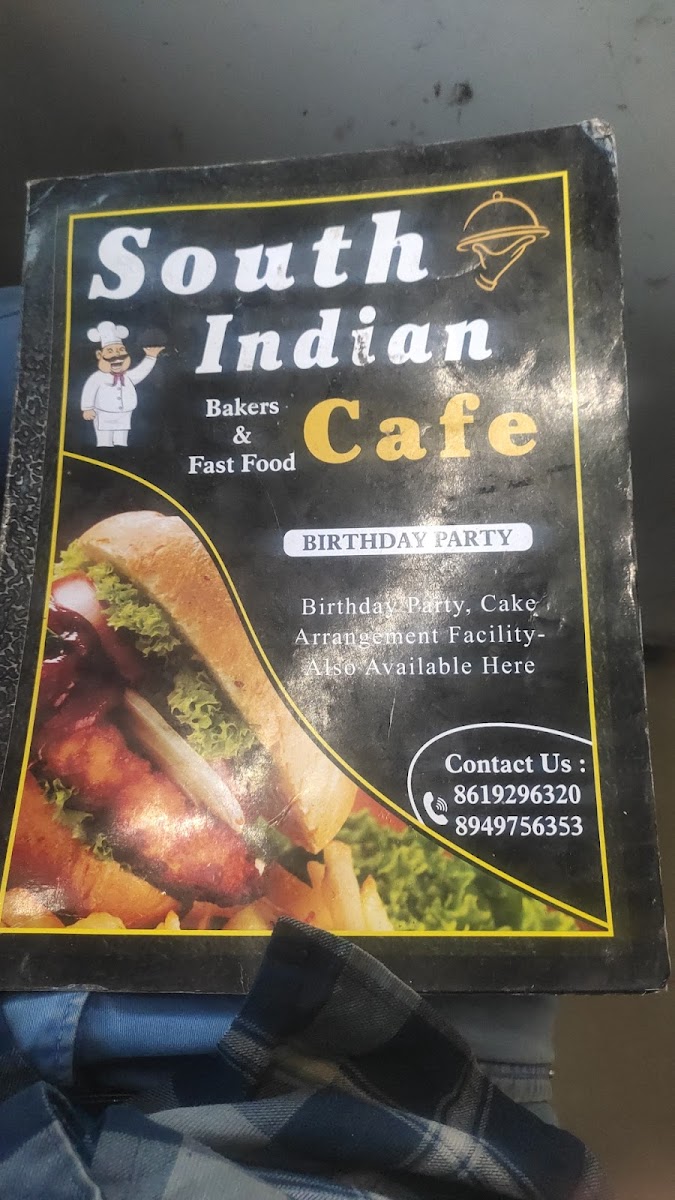 South
Indian
Bakers
&
Fast Food
Cafe
BIRTHDAY PARTY
Birthday Party, Cake
Arrangement Facility-
Also Available Here
Contact Us :
8619296320
8949756353